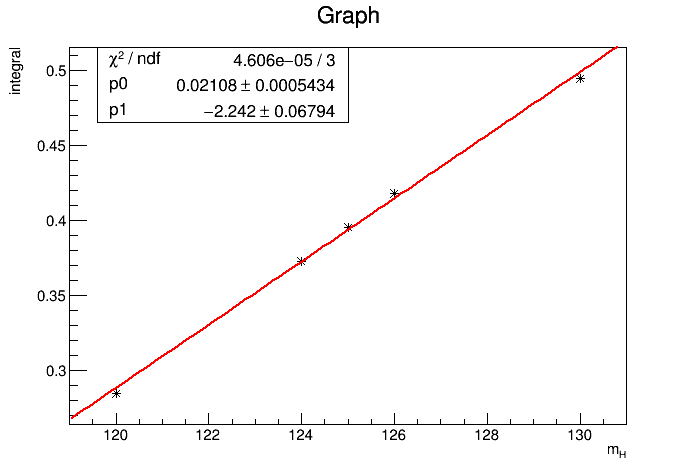 Graph
integral
χ² / ndf 4.606e−05 / 3
p0 0.02108 ± 0.0005434
p1 −2.242 ± 0.06794
0.5
0.45
0.4
0.35
0.3
120 122 124 126 128 130
m_H